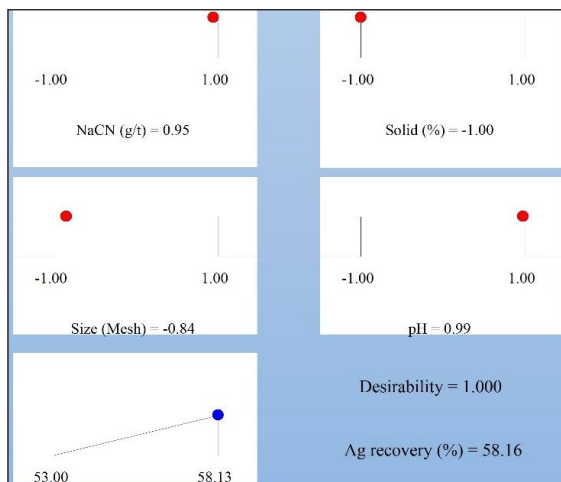 -1.00 1.00
NaCN (g/t) = 0.95
-1.00 1.00
Solid (%) = -1.00
-1.00 1.00
Size (Mesh) = -0.84
-1.00 1.00
pH = 0.99
53.00 58.13
Desirability = 1.000
Ag recovery (%) = 58.16